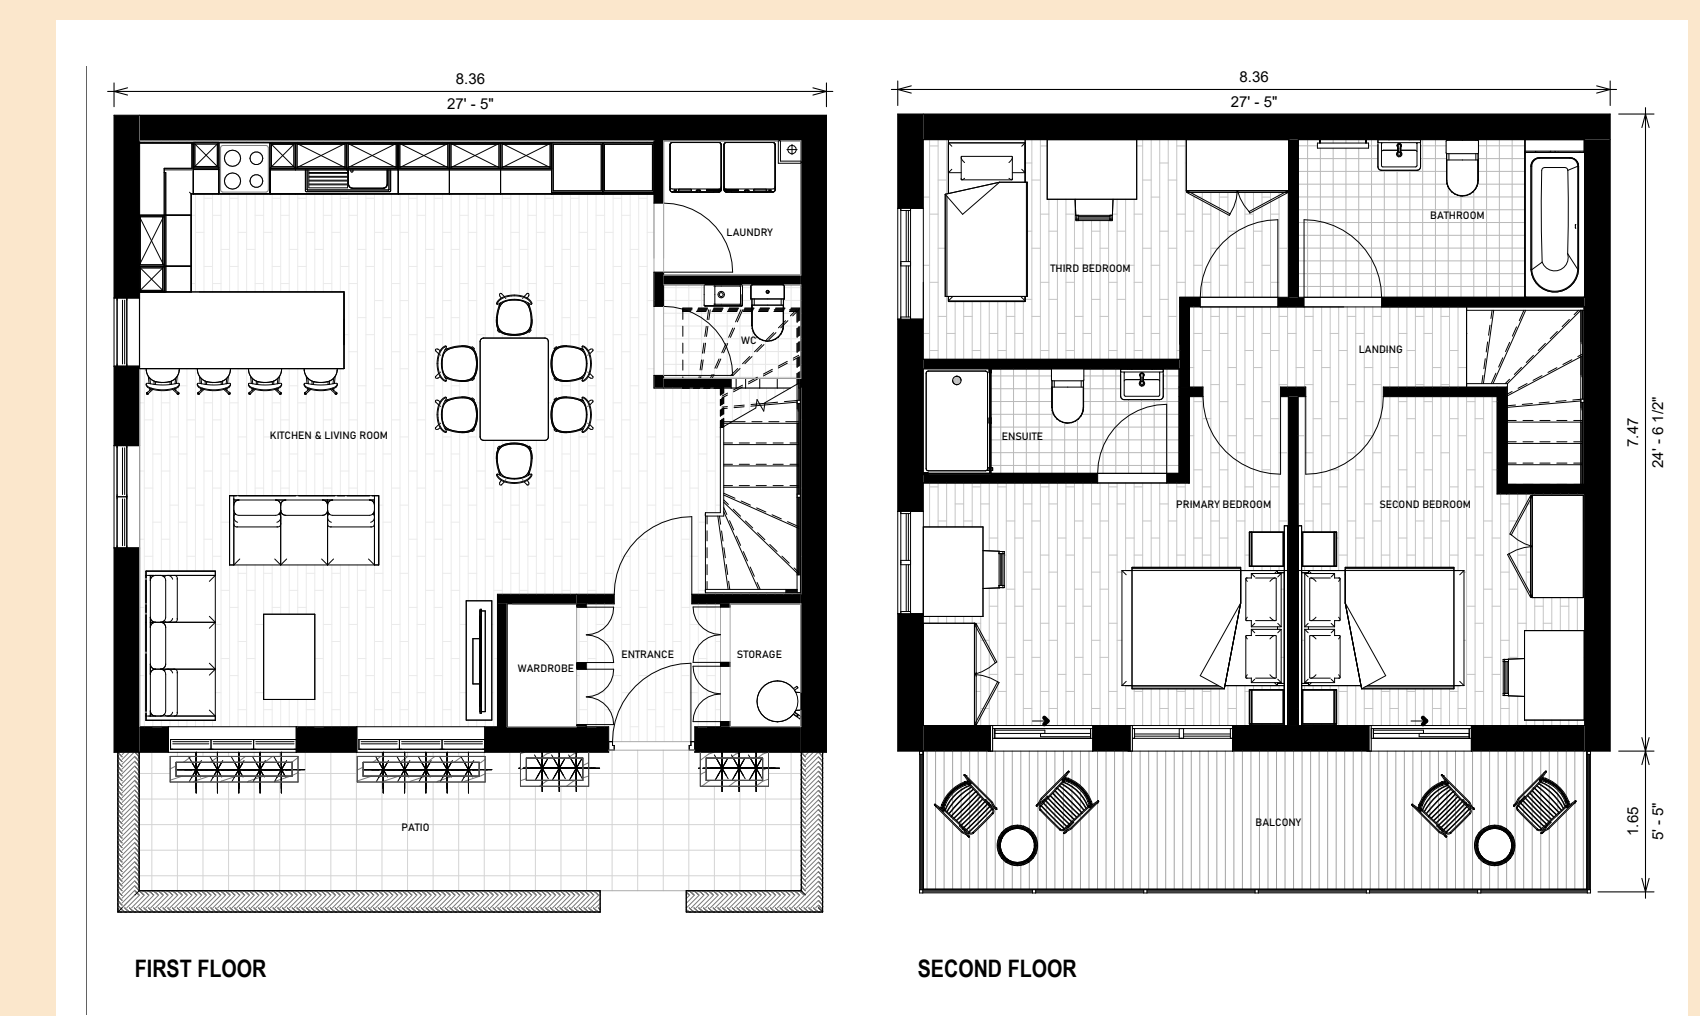 8.36
27' - 5"
LAUNDRY
WC
KITCHEN & LIVING ROOM
WARDROBE
ENTRANCE
STORAGE
PATIO
FIRST FLOOR
8.36
27' - 5"
BATHROOM
THIRD BEDROOM
LANDING
ENSUITE
PRIMARY BEDROOM
SECOND BEDROOM
7.47
24' - 6 1/2"
BALCONY
1.65
5' - 5"
SECOND FLOOR